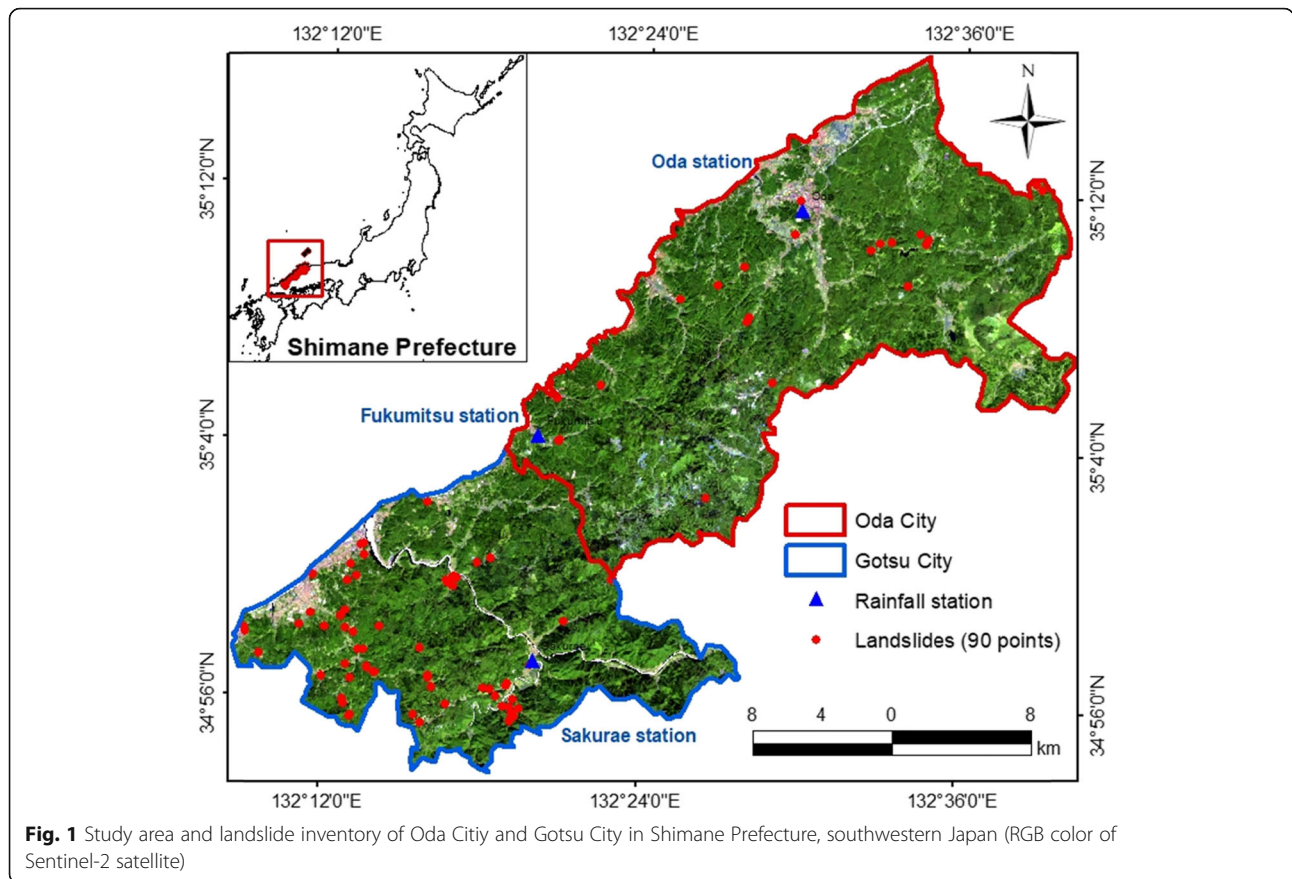 132°12'0"E 132°24'0"E 132°36'0"E
N
Oda station
35°12'0"N
35°12'0"N
Oda
Shimane Prefecture
Fukumitsu station
Fukumitsu
35°4'0"N
35°4'0"N
Oda City
Gotsu City
Rainfall station
Landslides (90 points)
34°56'0"N
34°56'0"N
Sakurae station
8 4 0 8
km
132°12'0"E 132°24'0"E 132°36'0"E
Fig. 1 Study area and landslide inventory of Oda Citiy and Gotsu City in Shimane Prefecture, southwestern Japan (RGB color of
Sentinel-2 satellite)